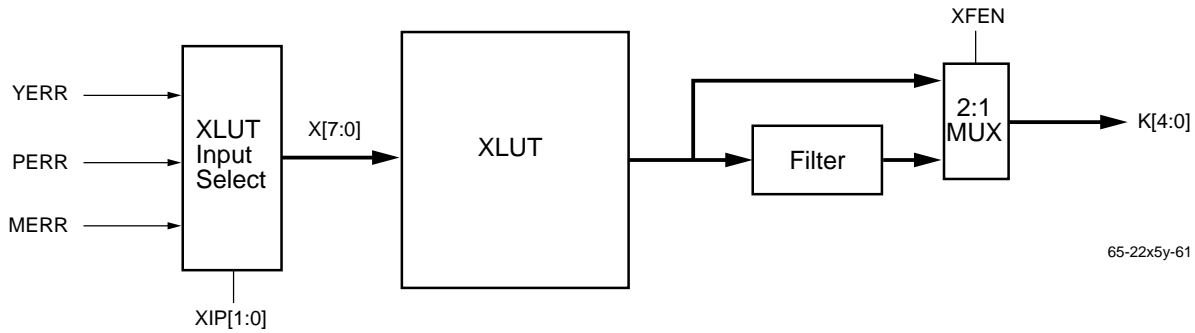 XFEN
YERR
PERR
MERR
XLUT
Input
Select
X[7:0]
XLUT
Filter
2:1
MUX
K[4:0]
65-22x5y-61
XIP[1:0]